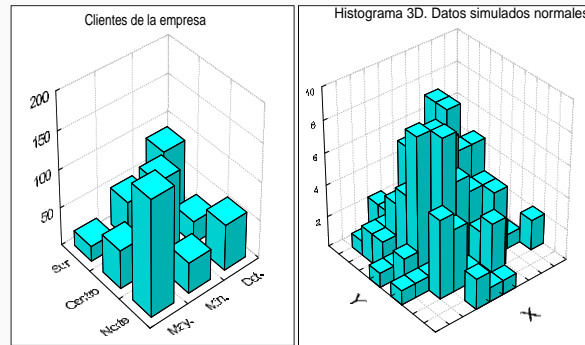 Clientes de la empresa
200
150
100
50
Sur
Centro
Norte
May.
Min.
Det.
Histograma 3D. Datos simulados normales
10
8
6
4
2
Y
X